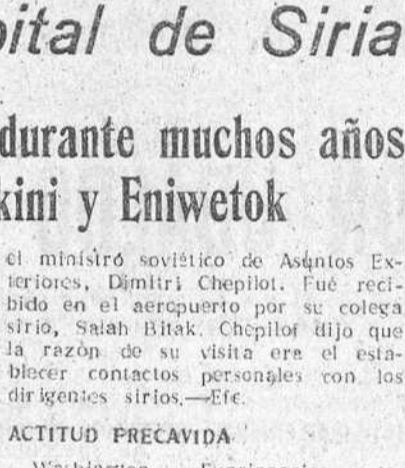 pital de Siria
durante muchos años
kini y Eniwetok
el ministro soviético de Asuntos Ex-
teriores, Dimitri Chepilot. Fué reci-
bido en el aeropuerto por su colega
sirio, Salah Bitak. Chepilof dijo que
la razón de su visita era el esta-
blecer contactos personales con los
dirigentes sirios.—Efe.
ACTITUD PRECAVIDA